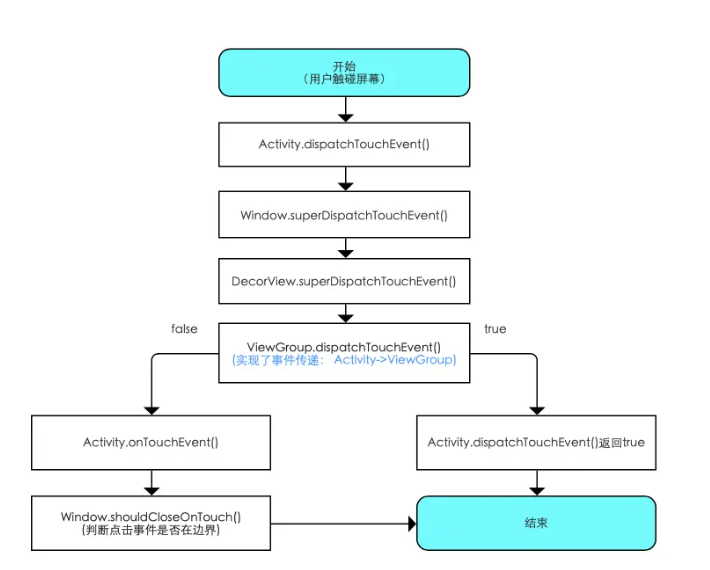 开始
（用户触碰屏幕）
Activity.dispatchTouchEvent()
Window.superDispatchTouchEvent()
DecorView.superDispatchTouchEvent()
false
true
ViewGroup.dispatchTouchEvent()
(实现了事件传递： Activity->ViewGroup)
Activity.onTouchEvent()
Activity.dispatchTouchEvent()返回true
Window.shouldCloseOnTouch()
(判断点击事件是否在边界)
结束